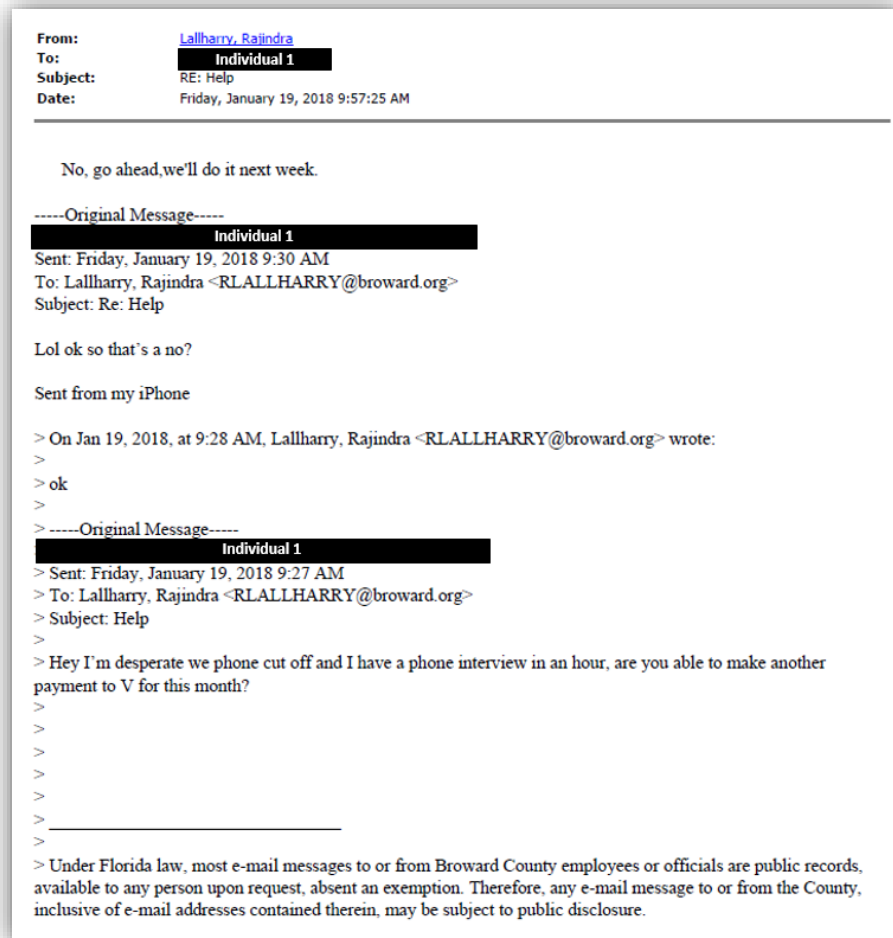 From: Lallharry, Rajindra
To: Individual 1
Subject: RE: Help
Date: Friday, January 19, 2018 9:57:25 AM
No, go ahead,we'll do it next week.
-----Original Message-----
Individual 1
Sent: Friday, January 19, 2018 9:30 AM
To: Lallharry, Rajindra <RLALLHARRY@broward.org>
Subject: Re: Help
Lol ok so that’s a no?
Sent from my iPhone
> On Jan 19, 2018, at 9:28 AM, Lallharry, Rajindra <RLALLHARRY@broward.org> wrote:
>
> ok
>
> -----Original Message-----
Individual 1
> Sent: Friday, January 19, 2018 9:27 AM
> To: Lallharry, Rajindra <RLALLHARRY@broward.org>
> Subject: Help
>
> Hey I’m desperate we phone cut off and I have a phone interview in an hour, are you able to make another
payment to V for this month?
>
>
>
>
>
> ______________________________
>
> Under Florida law, most e-mail messages to or from Broward County employees or officials are public records,
available to any person upon request, absent an exemption. Therefore, any e-mail message to or from the County,
inclusive of e-mail addresses contained therein, may be subject to public disclosure.